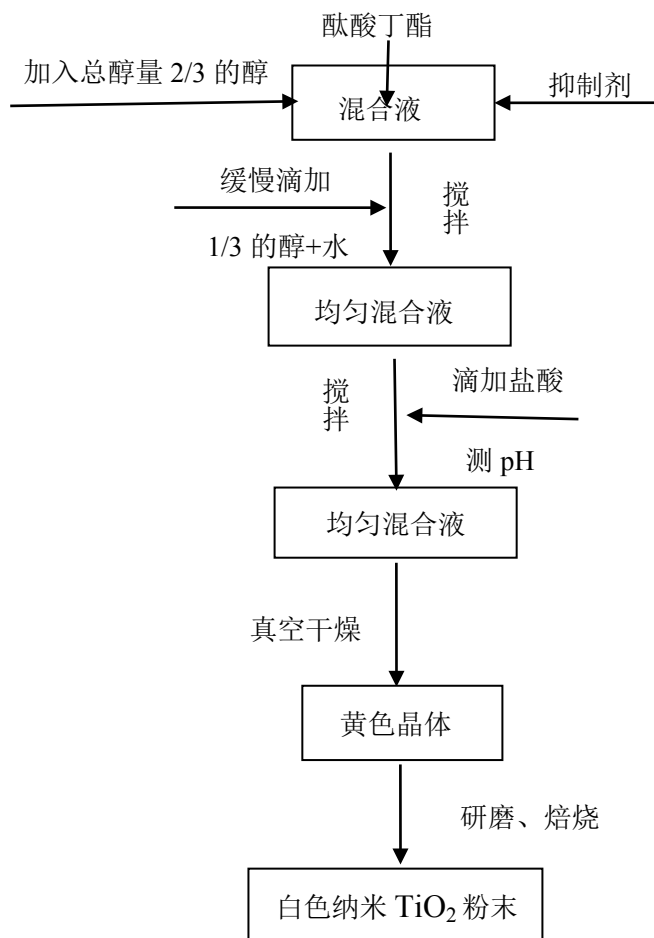 酞酸丁酯
加入总醇量 2/3 的醇
抑制剂
混合液
缓慢滴加
搅拌
1/3 的醇+水
均匀混合液
搅拌
滴加盐酸
测 pH
均匀混合液
真空干燥
黄色晶体
研磨、焙烧
白色纳米 TiO₂ 粉末